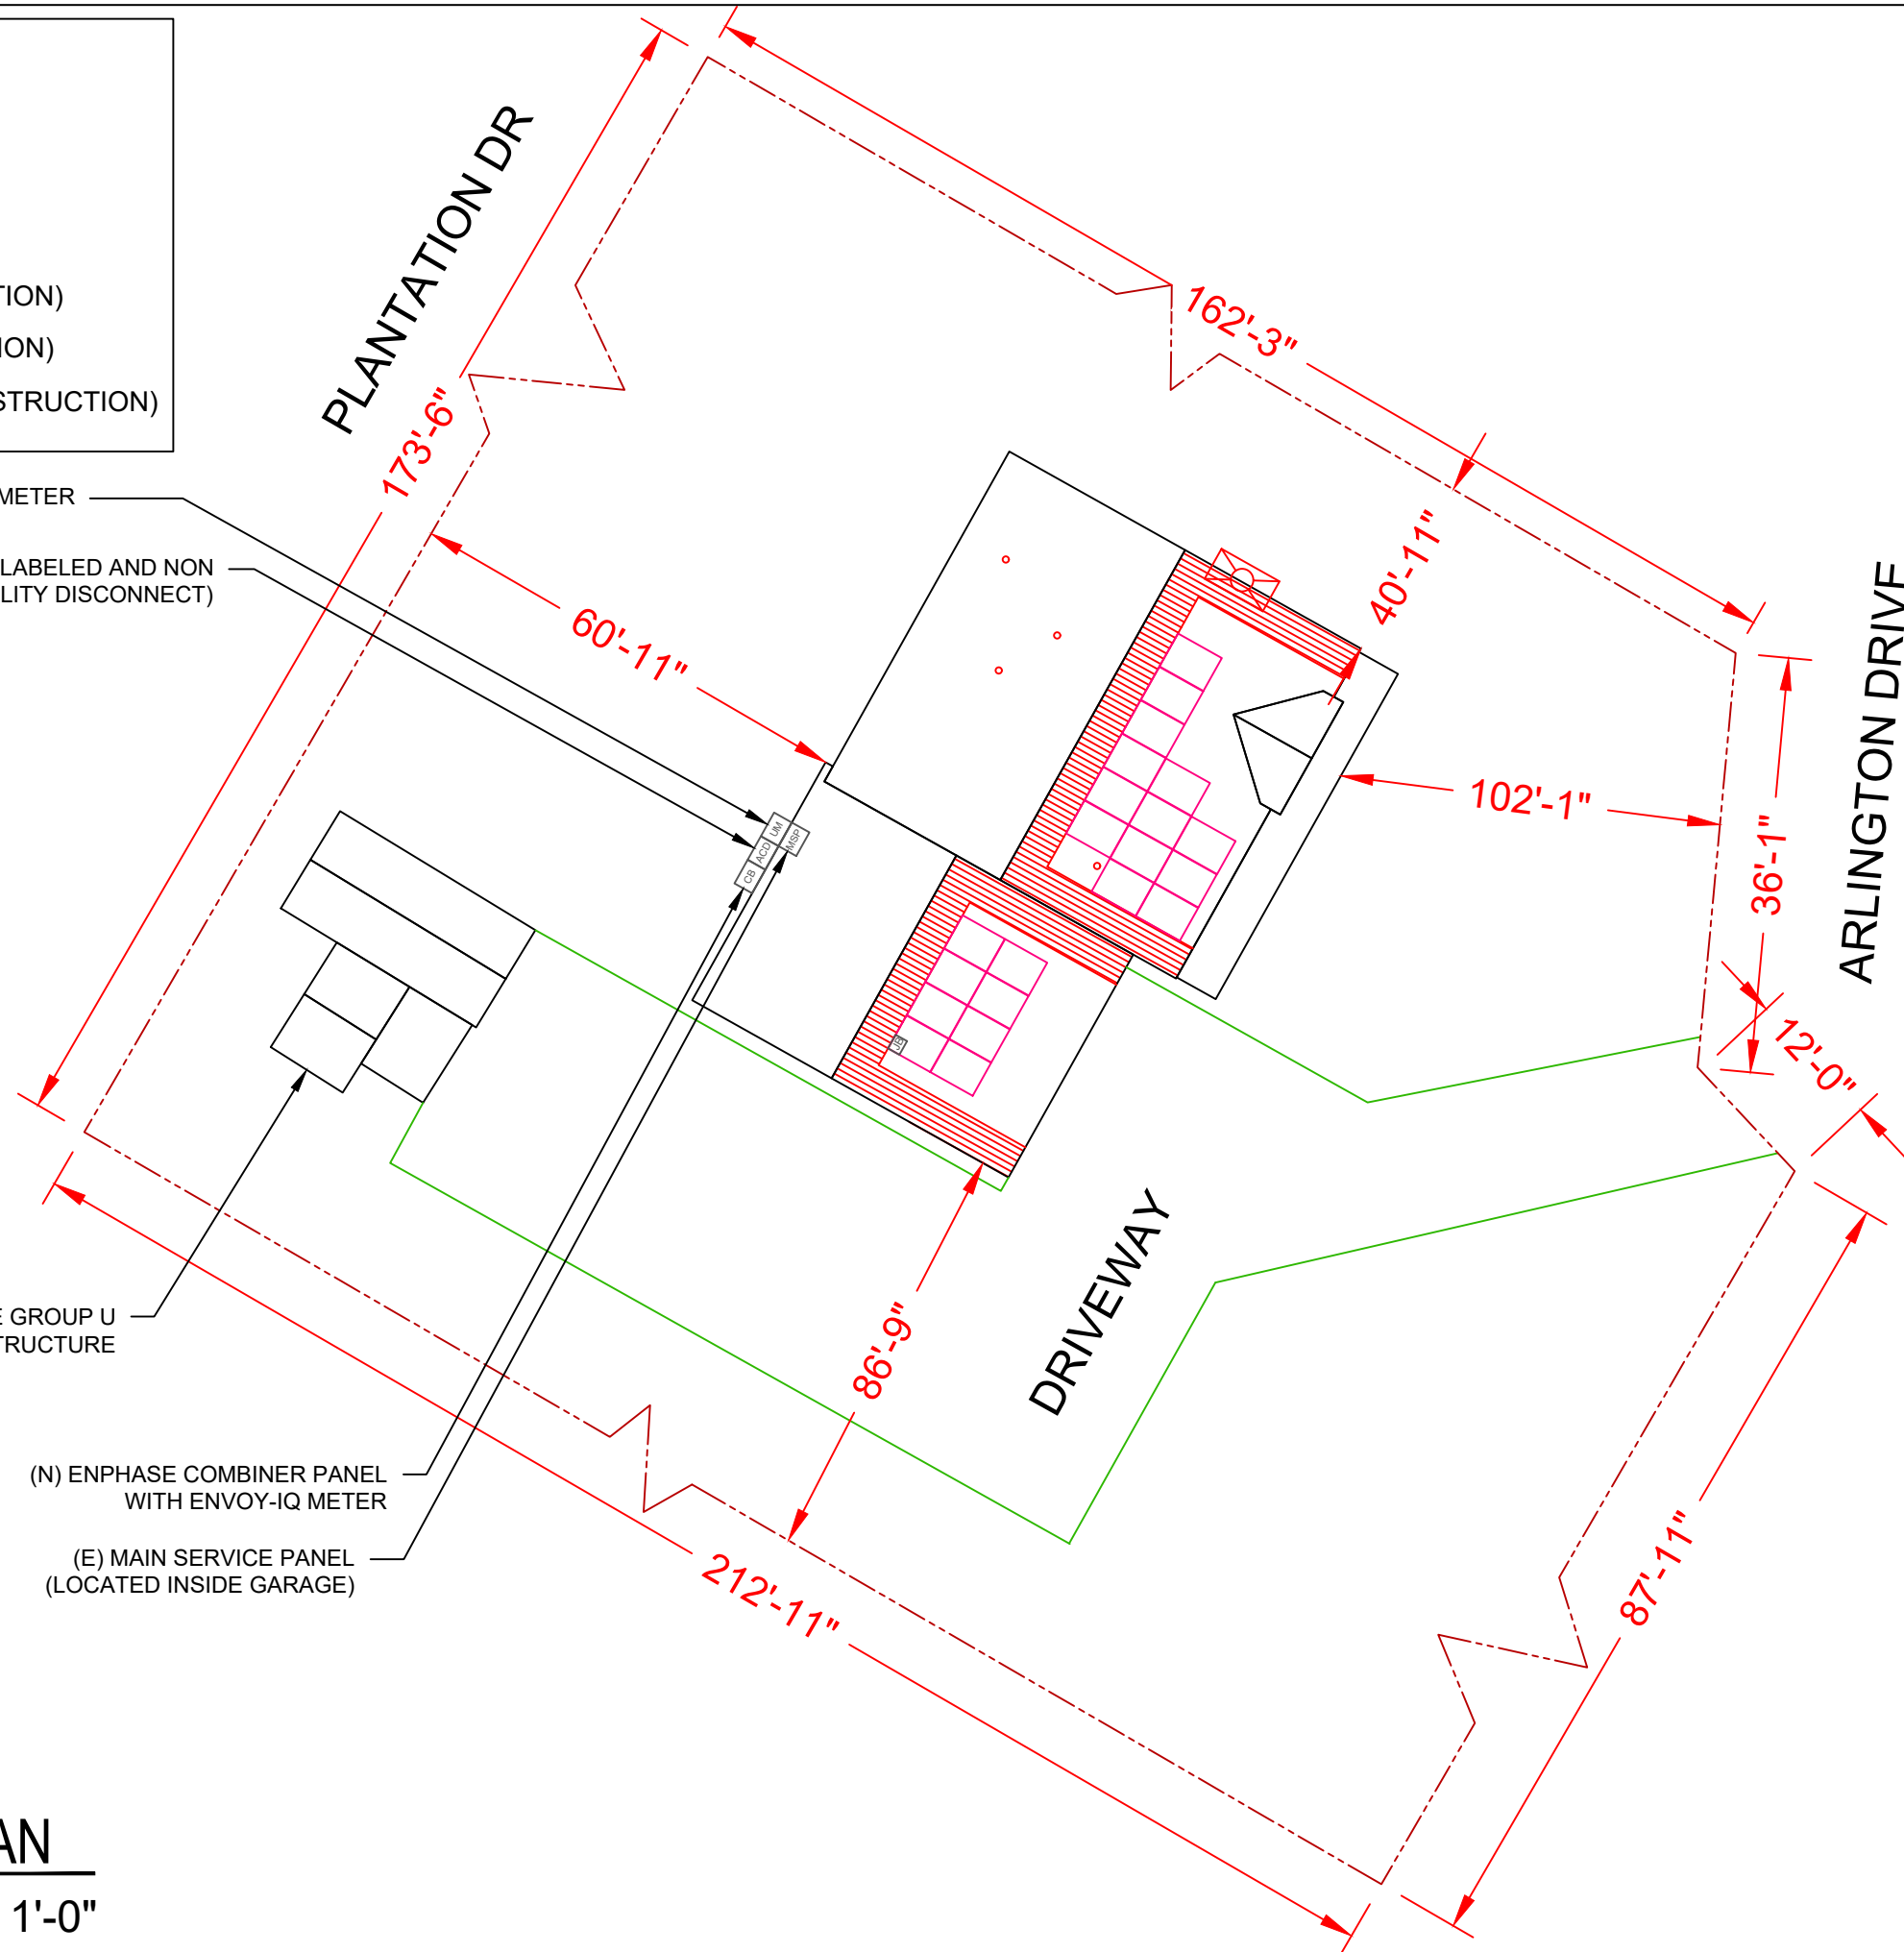 TION)
ION)
STRUCTION)
METER
LABELED AND NON
LITY DISCONNECT)
PLANTATION DR
173'-6"
162'-3"
60'-11"
40'-11"
102'-1"
ARLINGTON DRIVE
36'-1"
12'-0"
UM
MSP
ACD
CB
JB
E GROUP U
TRUCTURE
86'-9"
DRIVEWAY
(N) ENPHASE COMBINER PANEL
WITH ENVOY-IQ METER
(E) MAIN SERVICE PANEL
(LOCATED INSIDE GARAGE)
212'-11"
87'-11"
AN
1'-0"